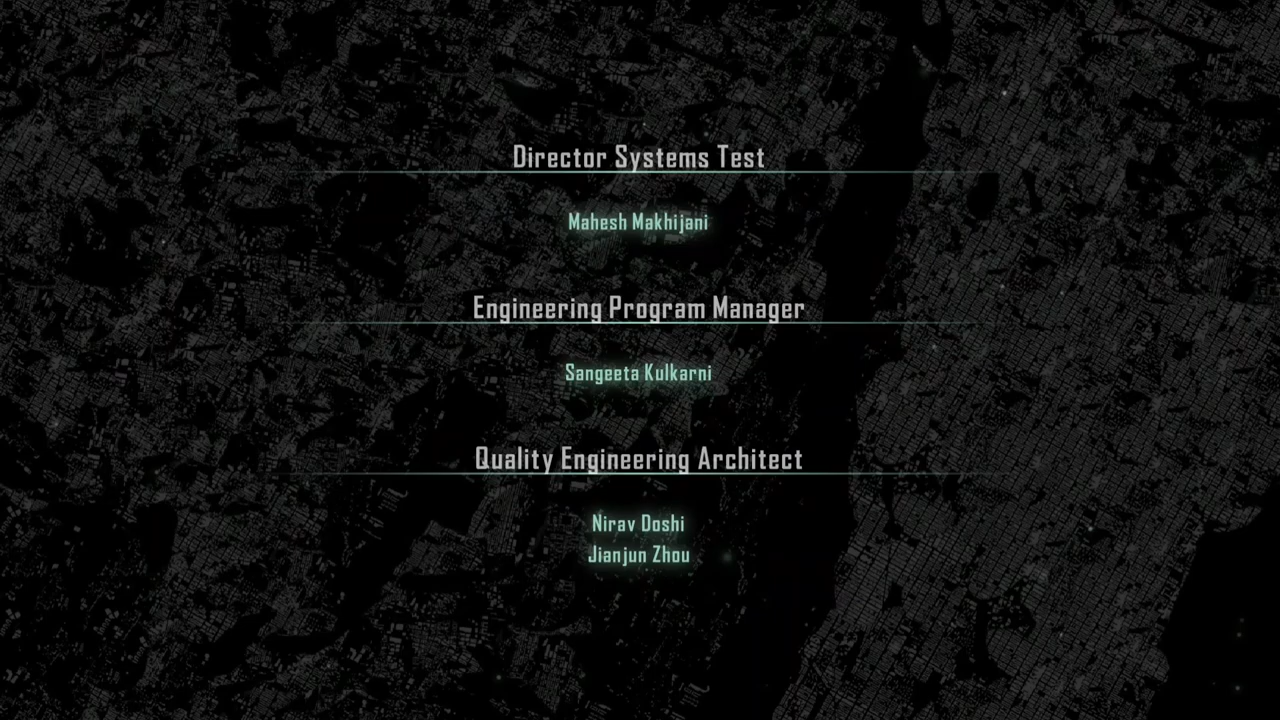 Director Systems Test
Mahesh Makhijani
Engineering Program Manager
Sangeeta Kulkarni
Quality Engineering Architect
Nirav Doshi
Jianjun Zhou